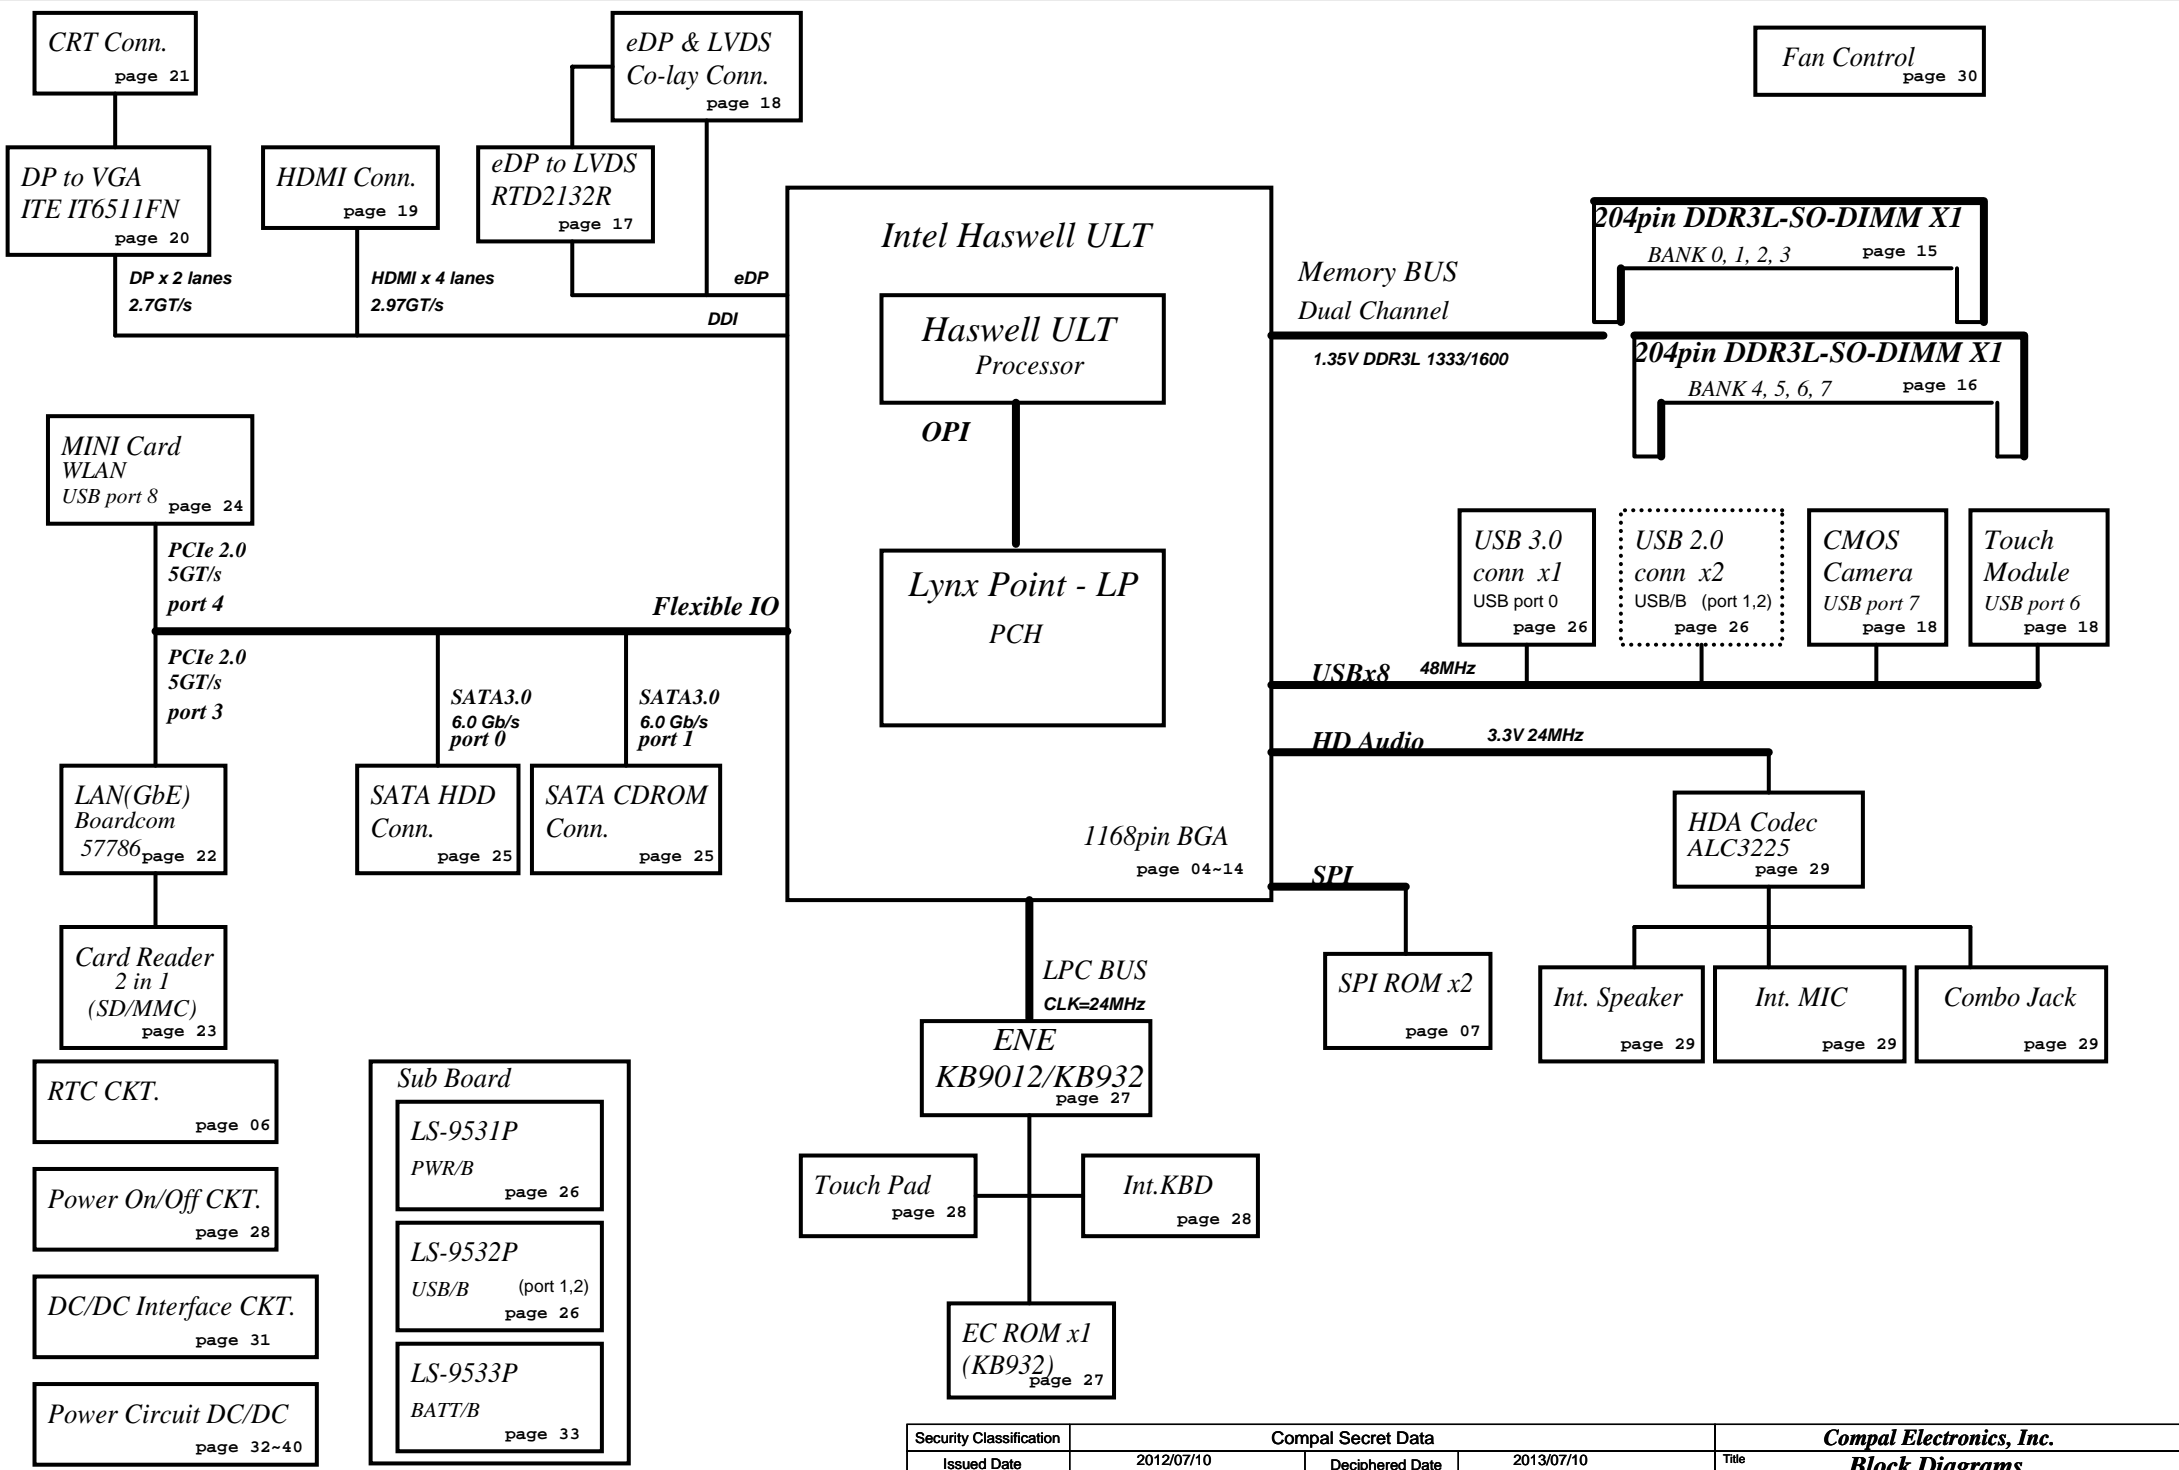 CRT Conn.
page 21
eDP & LVDS
Co-lay Conn.
page 18
Fan Control
page 30
DP to VGA
ITE IT6511FN
page 20
HDMI Conn.
page 19
eDP to LVDS
RTD2132R
page 17
DP x 2 lanes
2.7GT/s
HDMI x 4 lanes
2.97GT/s
eDP
DDI
Intel Haswell ULT
Haswell ULT
Processor
OPI
Lynx Point - LP
PCH
1168pin BGA
page 04~14
Memory BUS
Dual Channel
1.35V DDR3L 1333/1600
204pin DDR3L-SO-DIMM X1
BANK 0, 1, 2, 3
page 15
204pin DDR3L-SO-DIMM X1
BANK 4, 5, 6, 7
page 16
MINI Card
WLAN
USB port 8
page 24
PCIe 2.0
5GT/s
port 4
Flexible IO
PCIe 2.0
5GT/s
port 3
SATA3.0
6.0 Gb/s
port 0
SATA3.0
6.0 Gb/s
port 1
USB 3.0
conn x1
USB port 0
page 26
USB 2.0
conn x2
USB/B (port 1,2)
page 26
CMOS
Camera
USB port 7
page 18
Touch
Module
USB port 6
page 18
USBx8
48MHz
HD Audio
3.3V 24MHz
LAN(GbE)
Boardcom
57786
page 22
SATA HDD
Conn.
page 25
SATA CDROM
Conn.
page 25
HDA Codec
ALC3225
page 29
SPI
Card Reader
2 in 1
(SD/MMC)
page 23
LPC BUS
CLK=24MHz
SPI ROM x2
page 07
Int. Speaker
page 29
Int. MIC
page 29
Combo Jack
page 29
ENE
KB9012/KB932
page 27
RTC CKT.
page 06
Sub Board
LS-9531P
PWR/B
page 26
Power On/Off CKT.
page 28
Touch Pad
page 28
Int.KBD
page 28
LS-9532P
USB/B (port 1,2)
page 26
DC/DC Interface CKT.
page 31
EC ROM x1
(KB932)
page 27
LS-9533P
BATT/B
page 33
Power Circuit DC/DC
page 32~40
Security Classification
Compal Secret Data
Compal Electronics, Inc.
Issued Date
2012/07/10
Deciphered Date
2013/07/10
Title
Block Diagrams